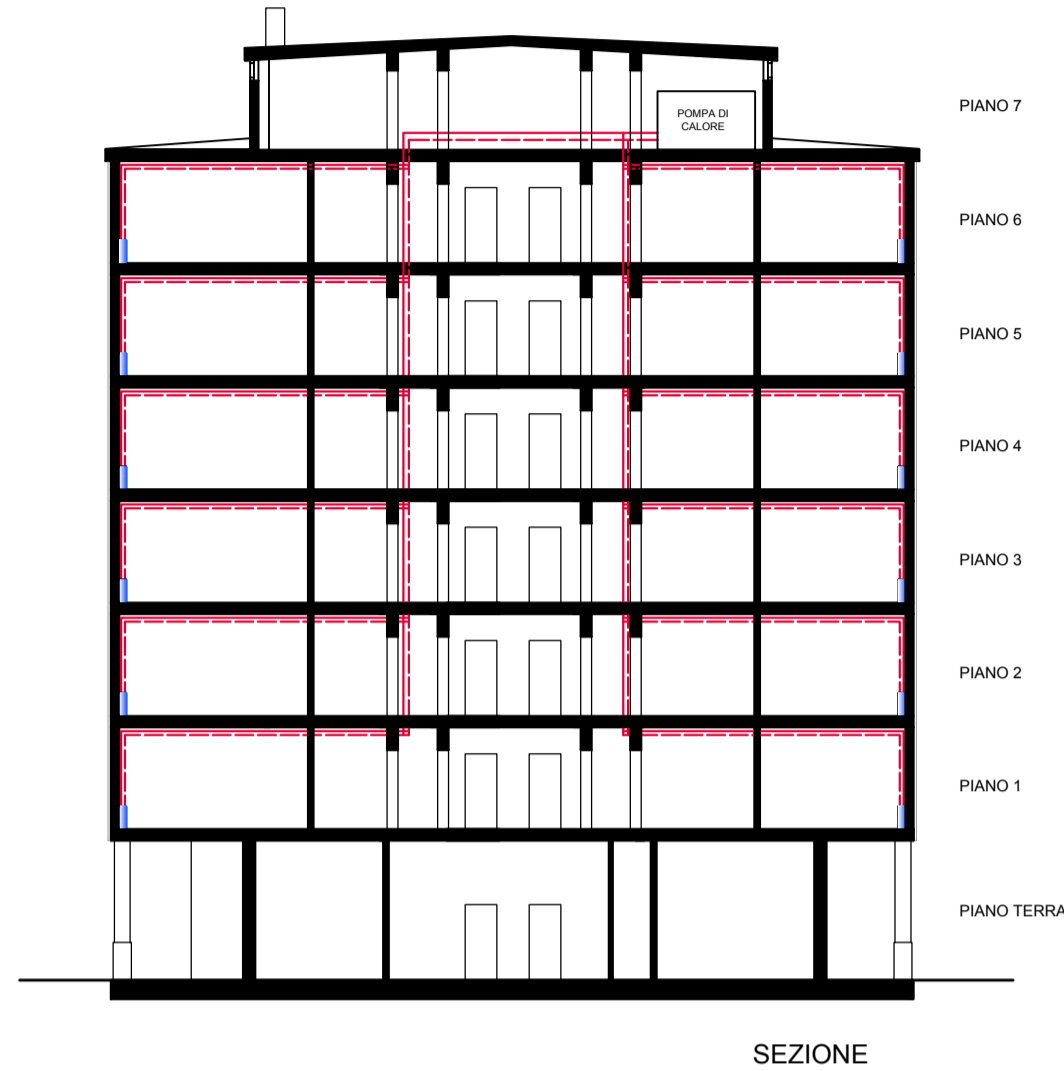 PIANO 7
POMPA DI
CALORE
PIANO 6
PIANO 5
PIANO 4
PIANO 3
PIANO 2
PIANO 1
PIANO TERRA
SEZIONE